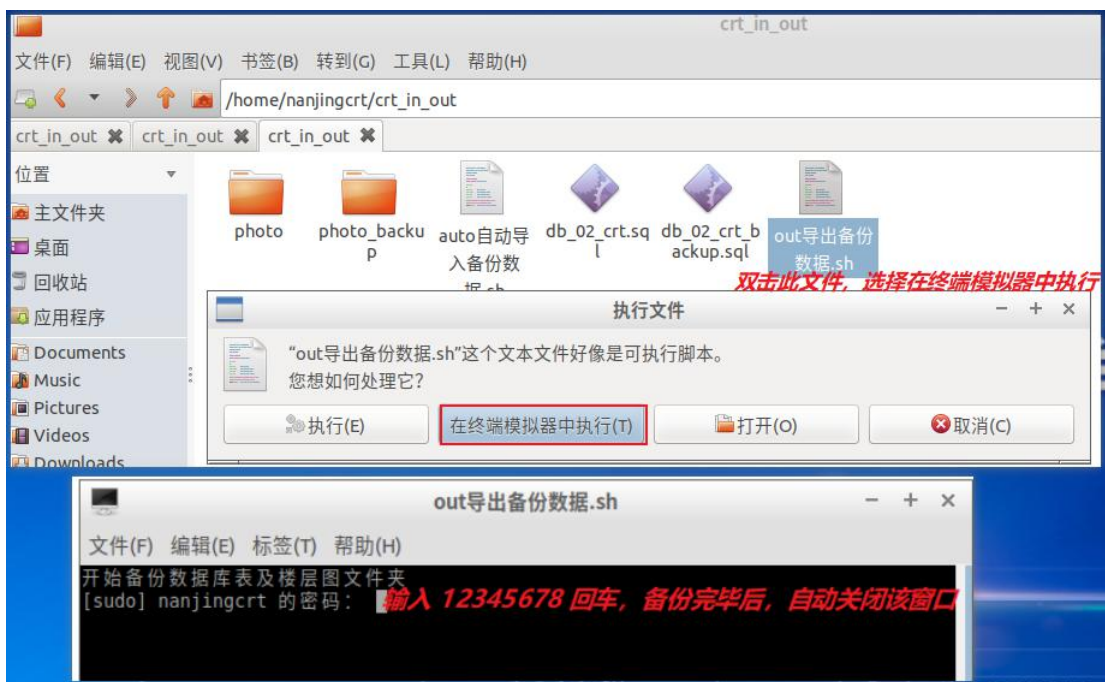 crt_in_out
文件(F) 编辑(E) 视图(V) 书签(B) 转到(G) 工具(L) 帮助(H)
/home/nanjingcrt/crt_in_out
crt_in_out crt_in_out crt_in_out
位置
主文件夹
桌面
回收站
应用程序
Documents
Music
Pictures
Videos
Downloads
photo
photo_backu
p
auto自动导
入备份数
据.sh
db_02_crt.sq
l
db_02_crt_b
ackup.sql
out导出备份
数据.sh
双击此文件，选择在终端模拟器中执行
执行文件
“out导出备份数据.sh”这个文本文件好像是可执行脚本。
您想如何处理它?
执行(E) 在终端模拟器中执行(T) 打开(O) 取消(C)
out导出备份数据.sh
文件(F) 编辑(E) 标签(T) 帮助(H)
开始备份数据库表及楼层图文件夹
[sudo] nanjingcrt 的密码： 输入 12345678 回车，备份完毕后，自动关闭该窗口